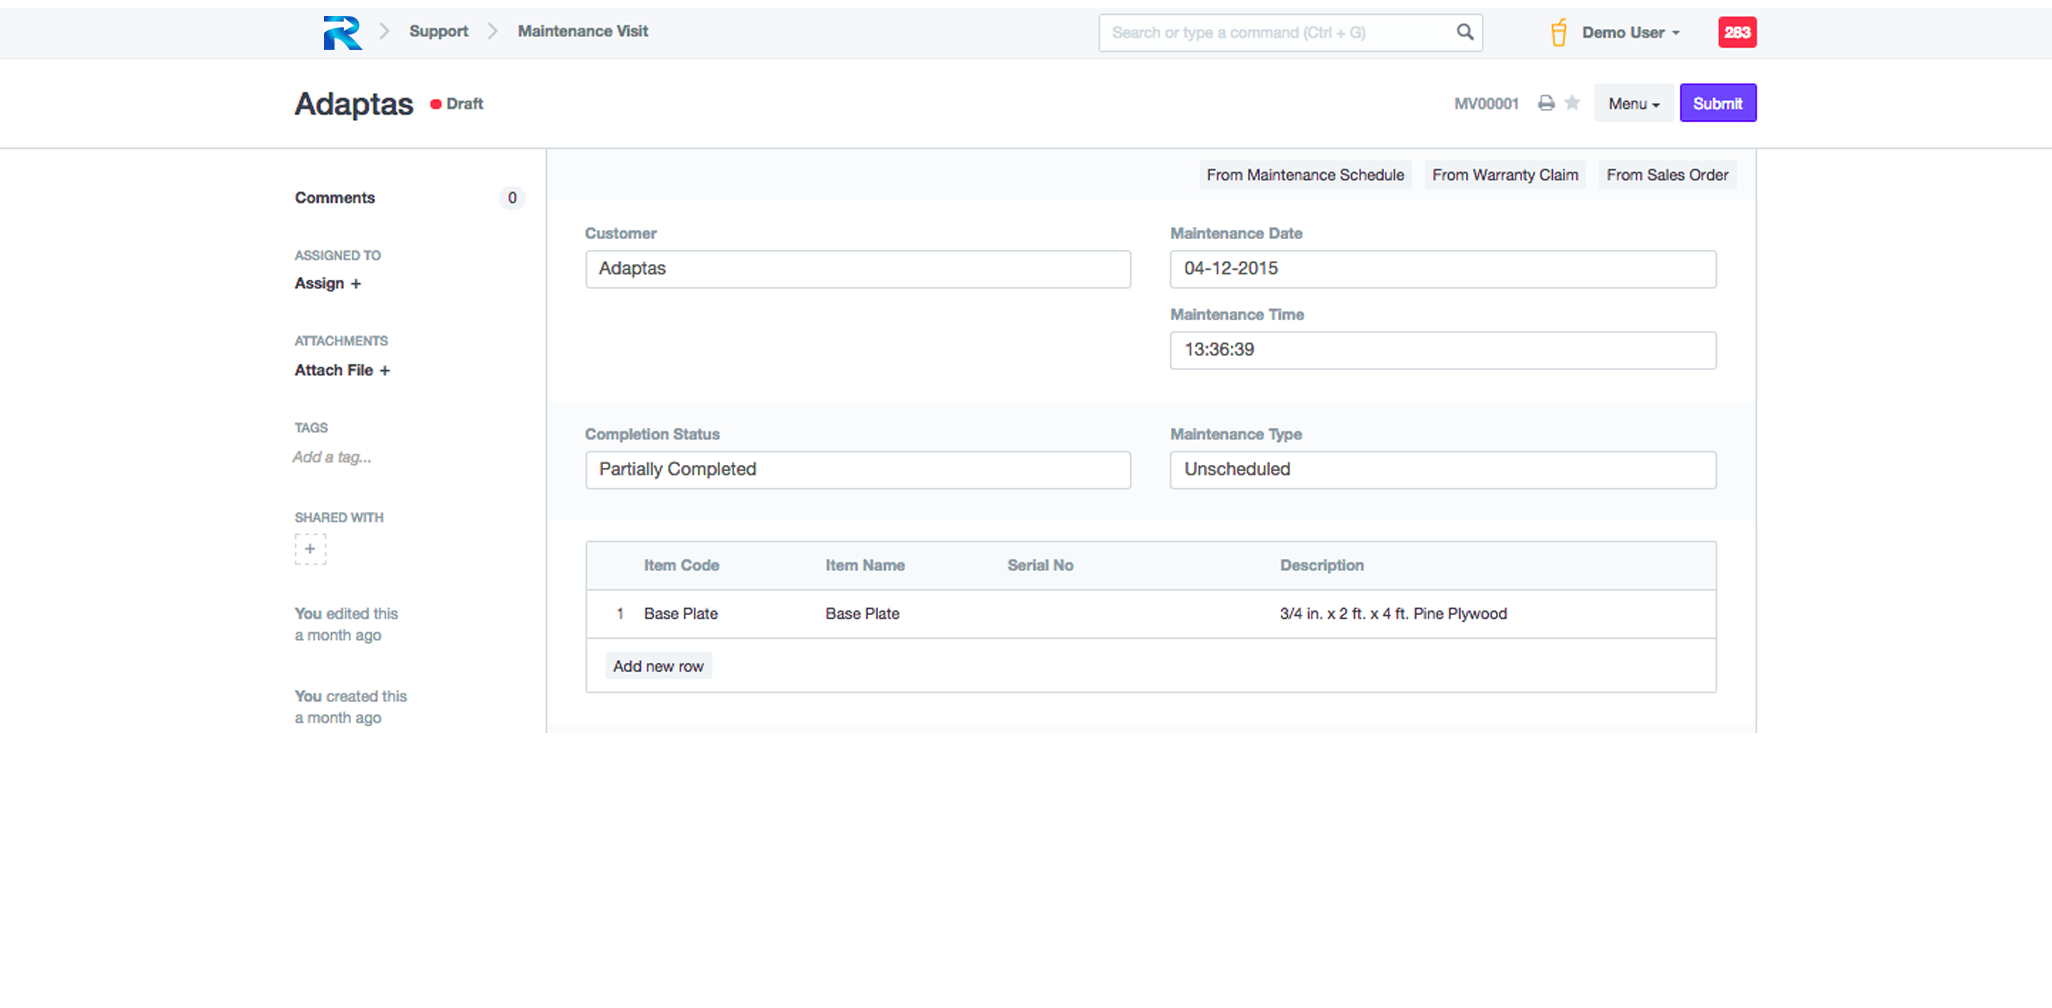 Support
Maintenance Visit
Search or type a command (Ctrl + G)
Demo User
283
Adaptas
Draft
MV00001
Menu
Submit
From Maintenance Schedule
From Warranty Claim
From Sales Order
Comments
0
ASSIGNED TO
Assign +
ATTACHMENTS
Attach File +
TAGS
Add a tag...
SHARED WITH
+
You edited this
a month ago
You created this
a month ago
Customer
Adaptas
Maintenance Date
04-12-2015
Maintenance Time
13:36:39
Completion Status
Partially Completed
Maintenance Type
Unscheduled
Item Code Item Name Serial No Description
1 Base Plate Base Plate 3/4 in. x 2 ft. x 4 ft. Pine Plywood
Add new row